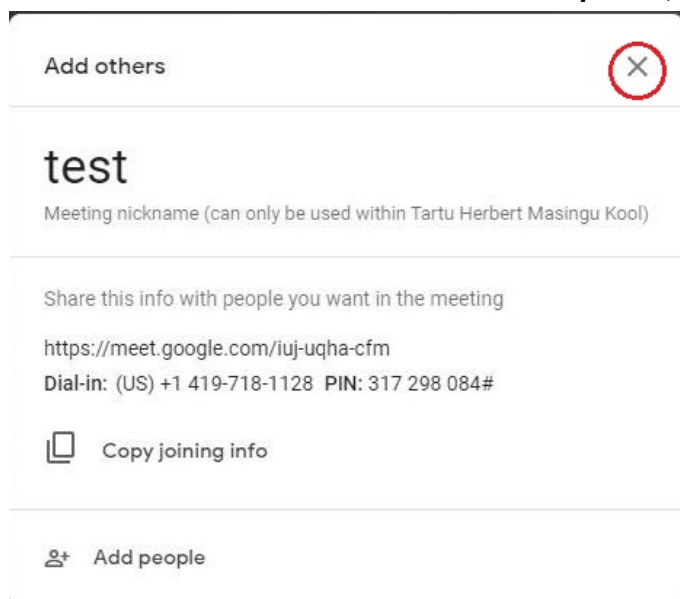 Add others
test
Meeting nickname (can only be used within Tartu Herbert Masingu Kool)
Share this info with people you want in the meeting
https://meet.google.com/iuj-uqha-cfm
Dial-in: (US) +1 419-718-1128 PIN: 317 298 084#
Copy joining info
Add people